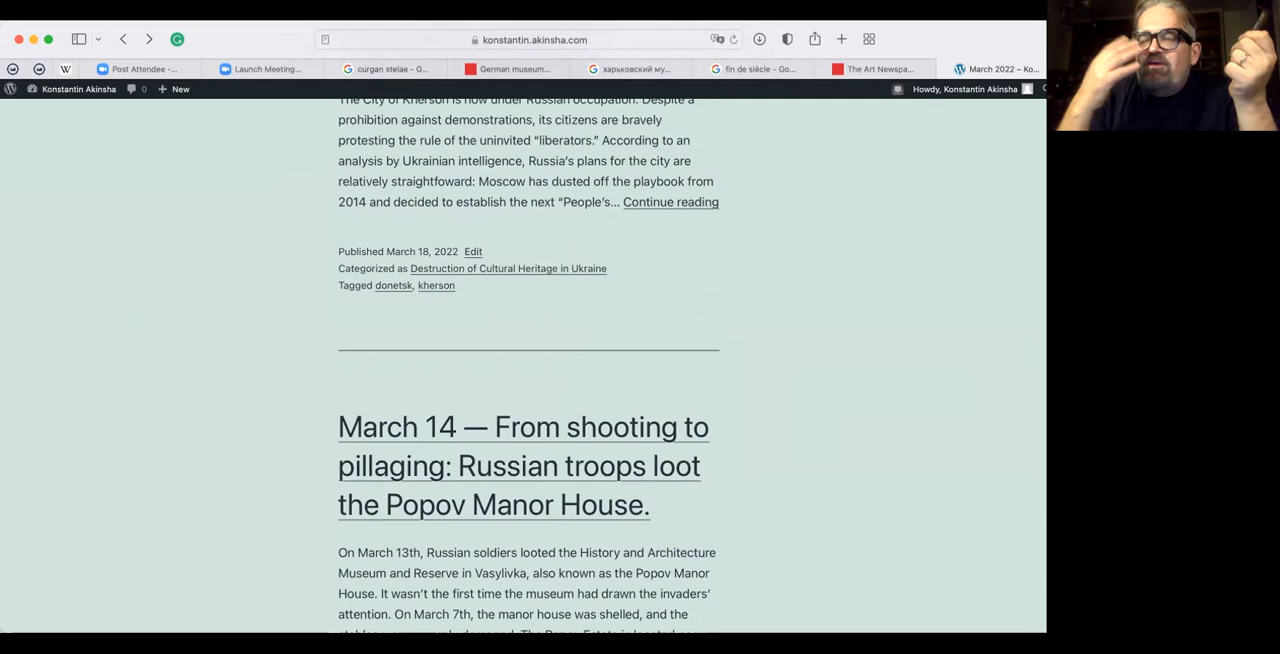 konstantin.akinsha.com
Post Attendee -...
Launch Meeting...
curgan stelae - G...
German museum...
харьковский му...
fin de siècle - Go...
The Art Newspa...
March 2022 – Ko...
Konstantin Akinsha
0
New
Howdy, Konstantin Akinsha
The City of Kherson is now under Russian occupation. Despite a
prohibition against demonstrations, its citizens are bravely
protesting the rule of the uninvited “liberators.” According to an
analysis by Ukrainian intelligence, Russia’s plans for the city are
relatively straightfoward: Moscow has dusted off the playbook from
2014 and decided to establish the next “People’s... Continue reading
Published March 18, 2022 Edit
Categorized as Destruction of Cultural Heritage in Ukraine
Tagged donetsk, kherson
March 14 — From shooting to
pillaging: Russian troops loot
the Popov Manor House.
On March 13th, Russian soldiers looted the History and Architecture
Museum and Reserve in Vasylivka, also known as the Popov Manor
House. It wasn’t the first time the museum had drawn the invaders’
attention. On March 7th, the manor house was shelled, and the